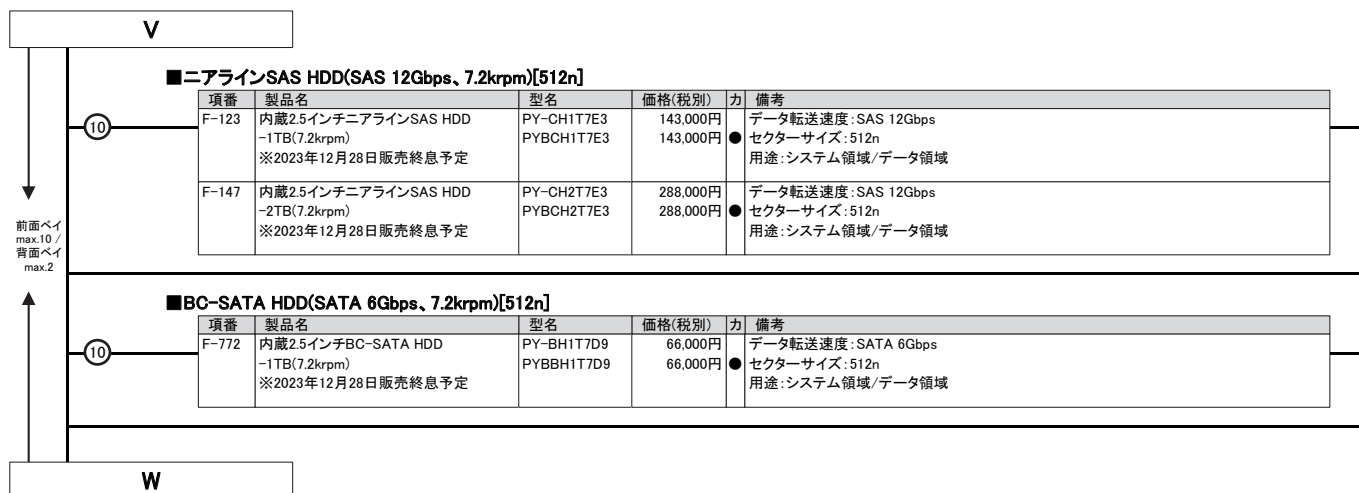 V
■ニアラインSAS HDD(SAS 12Gbps、7.2krpm)[512n]
項番 製品名 型名 価格(税別) カ 備考
⑩
F-123 内蔵2.5インチニアラインSAS HDD PY-CH1T7E3 143,000円 データ転送速度:SAS 12Gbps
-1TB(7.2krpm) PYBCH1T7E3 143,000円 ● セクターサイズ:512n
※2023年12月28日販売終息予定 用途:システム領域/データ領域
F-147 内蔵2.5インチニアラインSAS HDD PY-CH2T7E3 288,000円 データ転送速度:SAS 12Gbps
-2TB(7.2krpm) PYBCH2T7E3 288,000円 ● セクターサイズ:512n
※2023年12月28日販売終息予定 用途:システム領域/データ領域
前面ベイ
max.10 /
背面ベイ
max.2
■BC-SATA HDD(SATA 6Gbps、7.2krpm)[512n]
項番 製品名 型名 価格(税別) カ 備考
⑩
F-772 内蔵2.5インチBC-SATA HDD PY-BH1T7D9 66,000円 データ転送速度:SATA 6Gbps
-1TB(7.2krpm) PYBBH1T7D9 66,000円 ● セクターサイズ:512n
※2023年12月28日販売終息予定 用途:システム領域/データ領域
W